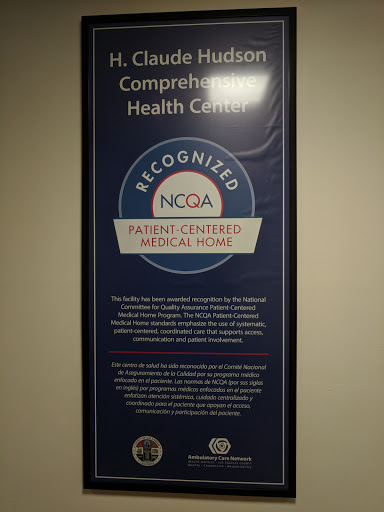 H. Claude Hudson
Comprehensive
Health Center
RECOGNIZED
NCQA
PATIENT-CENTERED
MEDICAL HOME
This facility has been awarded recognition by the National
Committee for Quality Assurance Patient-Centered
Medical Home Program. The NCQA Patient-Centered
Medical Home standards emphasize the use of systematic,
patient-centered, coordinated care that supports access,
communication and patient involvement.
Este centro de salud ha sido reconocido por el Comité Nacional
de Aseguramiento de la Calidad por su programa médico
enfocado en el paciente. Las normas de NCQA (por sus siglas
en inglés) por programas médicos enfocados en el paciente
enfatizan atención sistémica, cuidado centralizado y
coordinado para el paciente que apoyan el acceso,
comunicación y participación del paciente.
Ambulatory Care Network